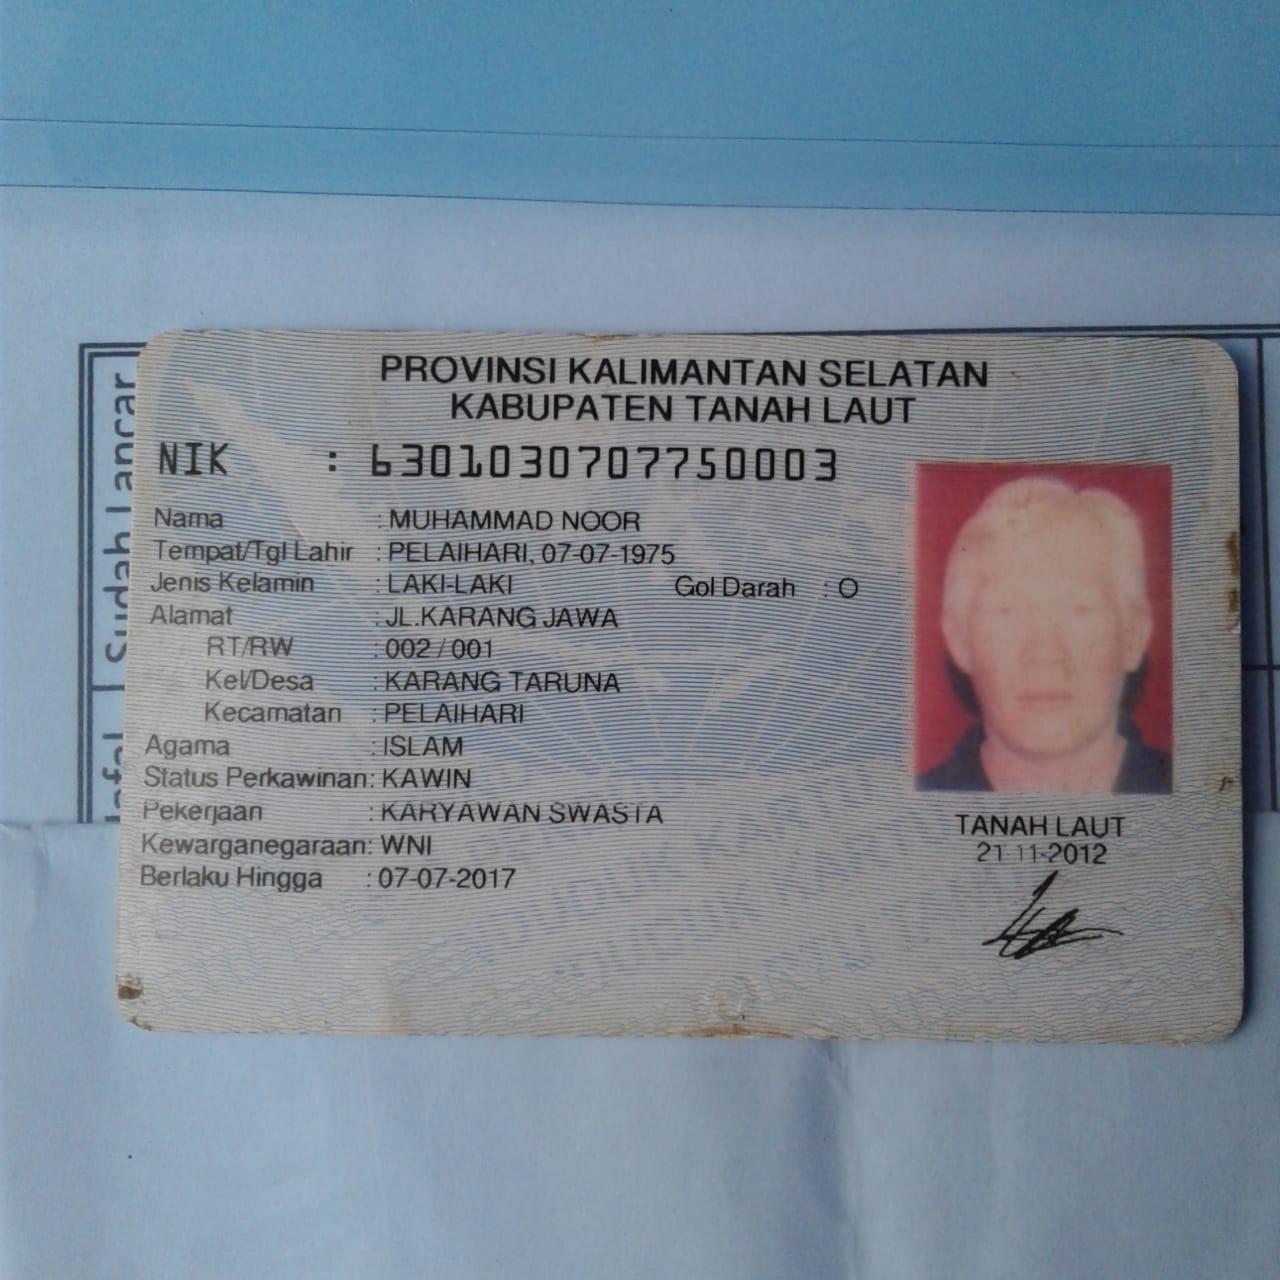 PROVINSI KALIMANTAN SELATAN
KABUPATEN TANAH LAUT
NIK : 6301030707750003
Nama : MUHAMMAD NOOR
Tempat/Tgl Lahir : PELAIHARI, 07-07-1975
Jenis Kelamin : LAKI-LAKI Gol Darah : O
Alamat : JL.KARANG JAWA
RT/RW : 002 / 001
Kel/Desa : KARANG TARUNA
Kecamatan : PELAIHARI
Agama : ISLAM
Status Perkawinan : KAWIN
Pekerjaan : KARYAWAN SWASTA
Kewarganegaraan : WNI
Berlaku Hingga : 07-07-2017
TANAH LAUT
21-11-2012
Sudah lancar